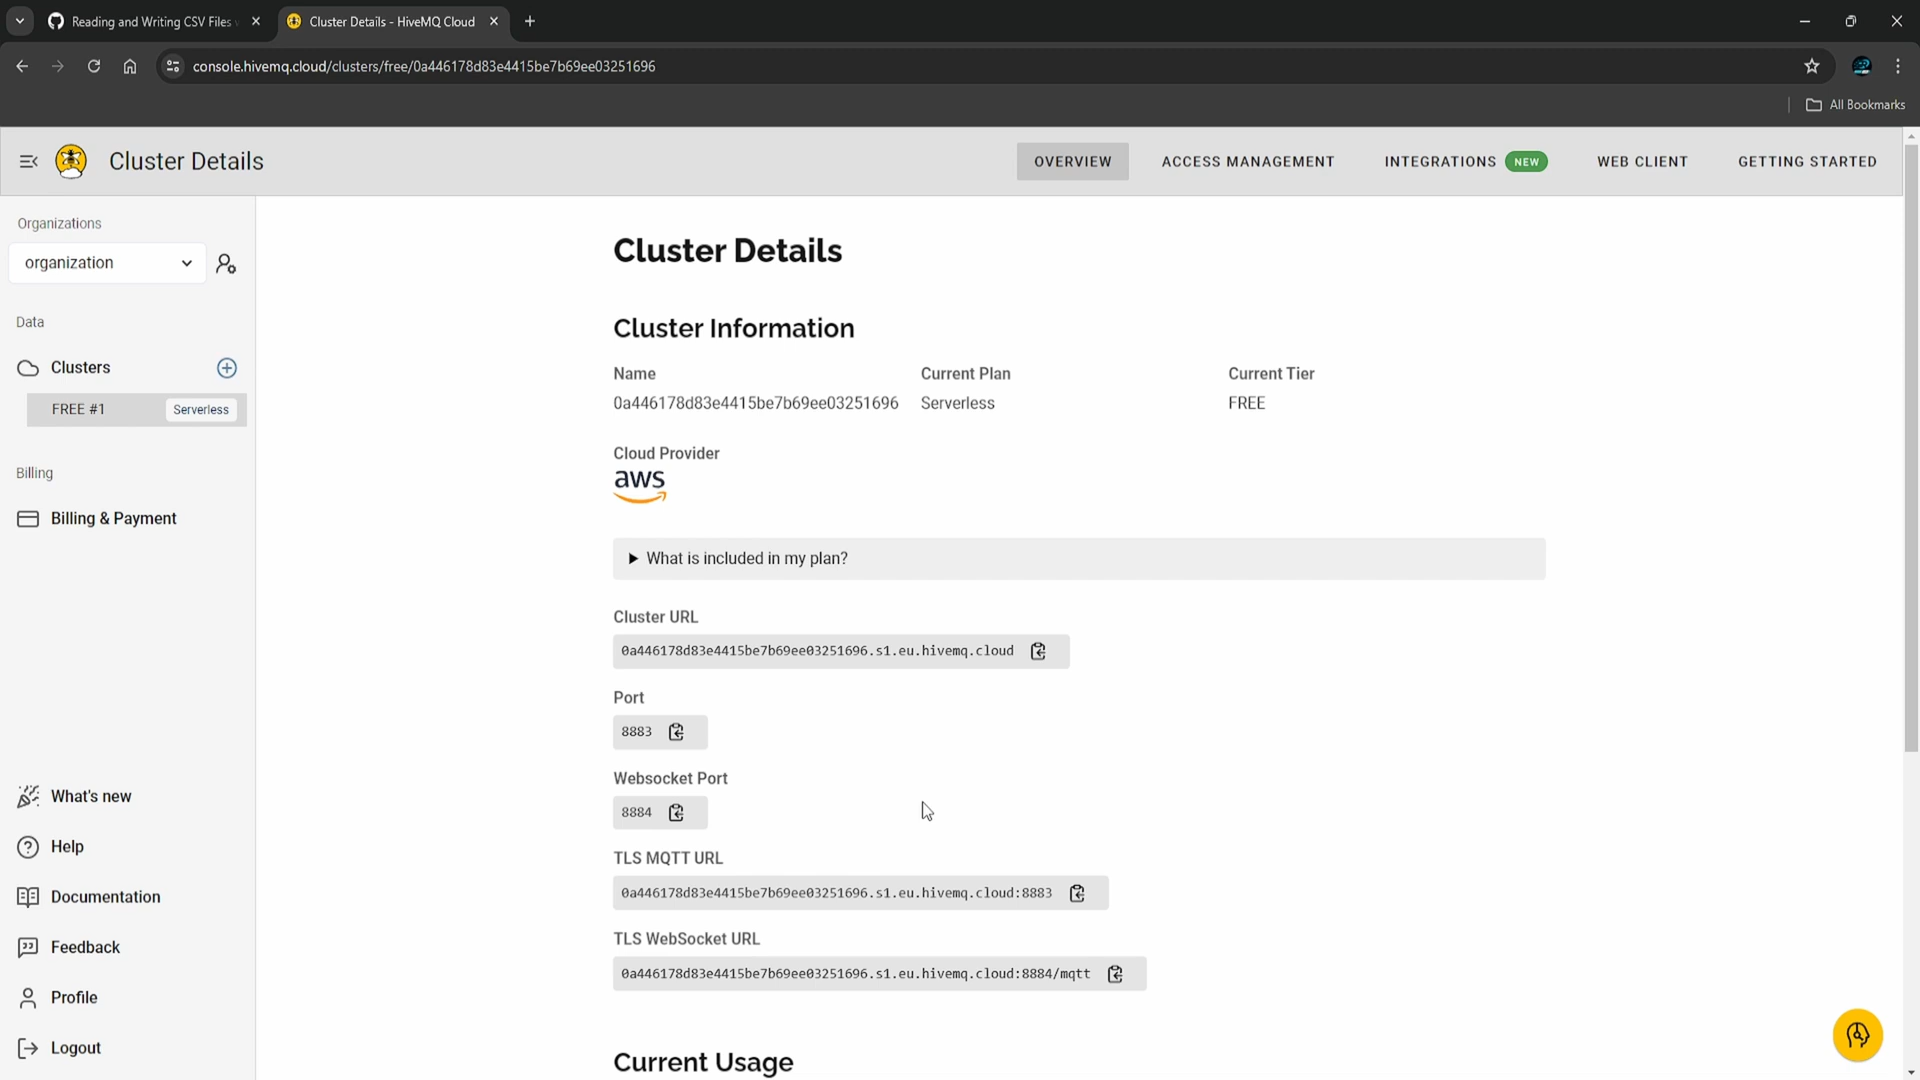 Reading and Writing CSV Files
Cluster Details - HiveMQ Cloud
console.hivemq.cloud/clusters/free/0a446178d83e4415be7b69ee03251696
All Bookmarks
Cluster Details
OVERVIEW
ACCESS MANAGEMENT
INTEGRATIONS NEW
WEB CLIENT
GETTING STARTED
Organizations
organization
Data
Clusters
FREE #1 Serverless
Billing
Billing & Payment
What's new
Help
Documentation
Feedback
Profile
Logout
Cluster Details
Cluster Information
Name Current Plan Current Tier
0a446178d83e4415be7b69ee03251696 Serverless FREE
Cloud Provider
aws
What is included in my plan?
Cluster URL
0a446178d83e4415be7b69ee03251696.s1.eu.hivemq.cloud
Port
8883
Websocket Port
8884
TLS MQTT URL
0a446178d83e4415be7b69ee03251696.s1.eu.hivemq.cloud:8883
TLS WebSocket URL
0a446178d83e4415be7b69ee03251696.s1.eu.hivemq.cloud:8884/mqtt
Current Usage